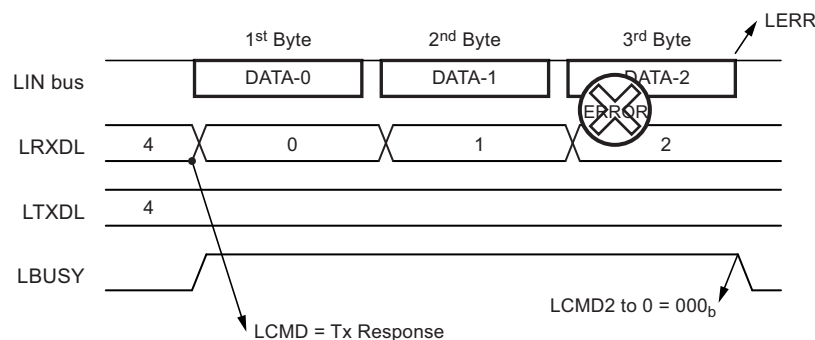 LERR
1st Byte 2nd Byte 3rd Byte
LIN bus DATA-0 DATA-1 DATA-2
ERROR
LRXDL 4 0 1 2
LTXDL 4
LBUSY
LCMD2 to 0 = 000b
LCMD = Tx Response